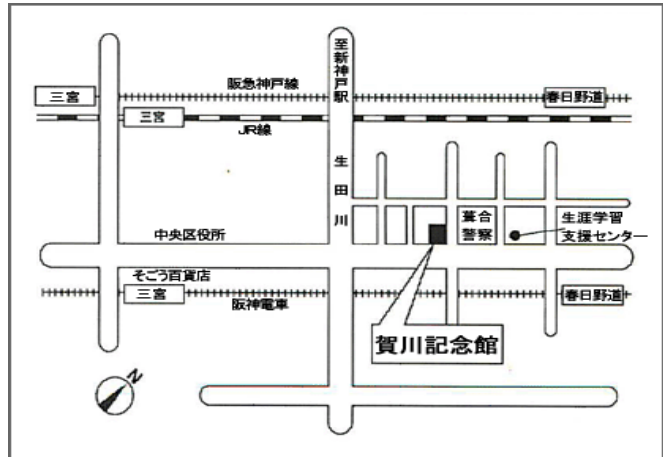 至新神戸駅
阪急神戸線
三宮
春日野道
三宮
JR線
生田川
中央区役所
葺合
警察
生涯学習
支援センター
そごう百貨店
三宮
阪神電車
春日野道
賀川記念館
N